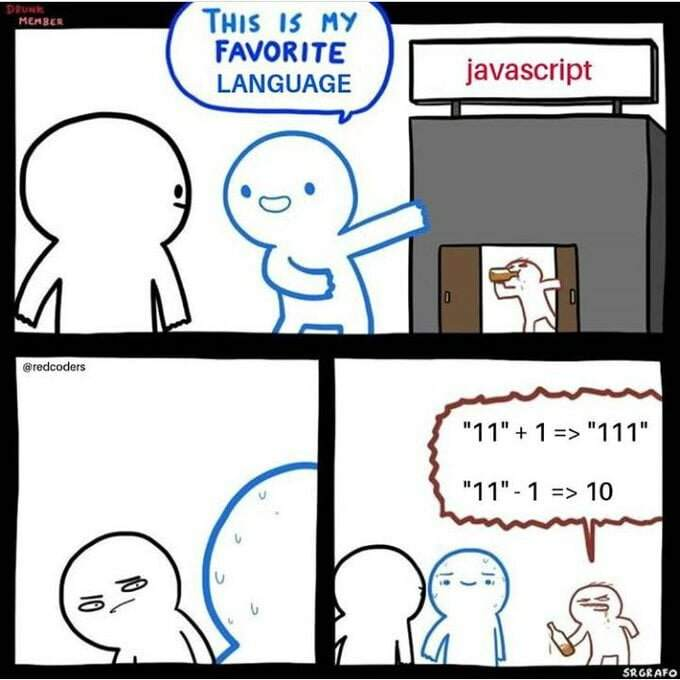 DRUNK
MEMBER
THIS IS MY
FAVORITE
LANGUAGE
javascript
@redcoders
"11" + 1 => "111"
"11" - 1 => 10
SRGRAFO